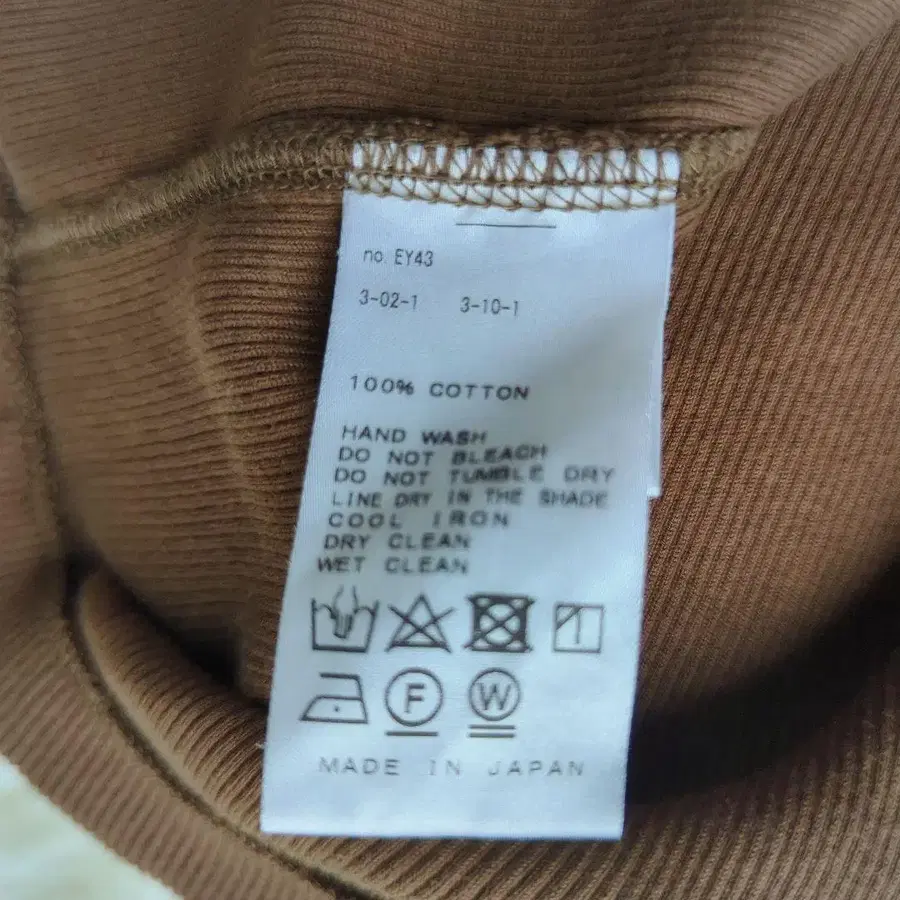 no. EY43
3-02-1 3-10-1
100% COTTON
HAND WASH
DO NOT BLEACH
DO NOT TUMBLE DRY
LINE DRY IN THE SHADE
COOL IRON
DRY CLEAN
WET CLEAN
F W
MADE IN JAPAN